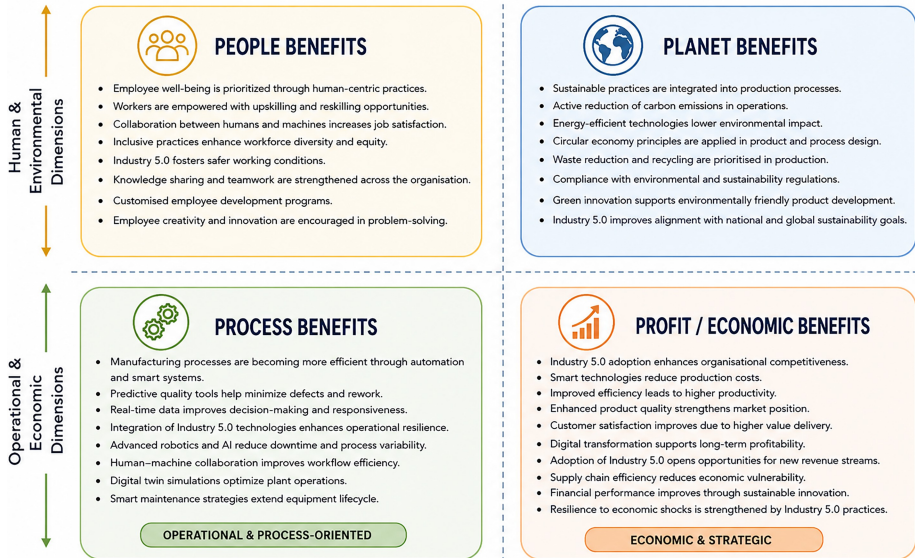 Human &
Environmental
Dimensions
PEOPLE BENEFITS
• Employee well-being is prioritized through human-centric practices.
• Workers are empowered with upskilling and reskilling opportunities.
• Collaboration between humans and machines increases job satisfaction.
• Inclusive practices enhance workforce diversity and equity.
• Industry 5.0 fosters safer working conditions.
• Knowledge sharing and teamwork are strengthened across the organisation.
• Customised employee development programs.
• Employee creativity and innovation are encouraged in problem-solving.
PLANET BENEFITS
• Sustainable practices are integrated into production processes.
• Active reduction of carbon emissions in operations.
• Energy-efficient technologies lower environmental impact.
• Circular economy principles are applied in product and process design.
• Waste reduction and recycling are prioritised in production.
• Compliance with environmental and sustainability regulations.
• Green innovation supports environmentally friendly product development.
• Industry 5.0 improves alignment with national and global sustainability goals.
Operational &
Economic
Dimensions
PROCESS BENEFITS
• Manufacturing processes are becoming more efficient through automation
and smart systems.
• Predictive quality tools help minimize defects and rework.
• Real-time data improves decision-making and responsiveness.
• Integration of Industry 5.0 technologies enhances operational resilience.
• Advanced robotics and AI reduce downtime and process variability.
• Human–machine collaboration improves workflow efficiency.
• Digital twin simulations optimize plant operations.
• Smart maintenance strategies extend equipment lifecycle.
OPERATIONAL & PROCESS-ORIENTED
PROFIT / ECONOMIC BENEFITS
• Industry 5.0 adoption enhances organisational competitiveness.
• Smart technologies reduce production costs.
• Improved efficiency leads to higher productivity.
• Enhanced product quality strengthens market position.
• Customer satisfaction improves due to higher value delivery.
• Digital transformation supports long-term profitability.
• Adoption of Industry 5.0 opens opportunities for new revenue streams.
• Supply chain efficiency reduces economic vulnerability.
• Financial performance improves through sustainable innovation.
• Resilience to economic shocks is strengthened by Industry 5.0 practices.
ECONOMIC & STRATEGIC